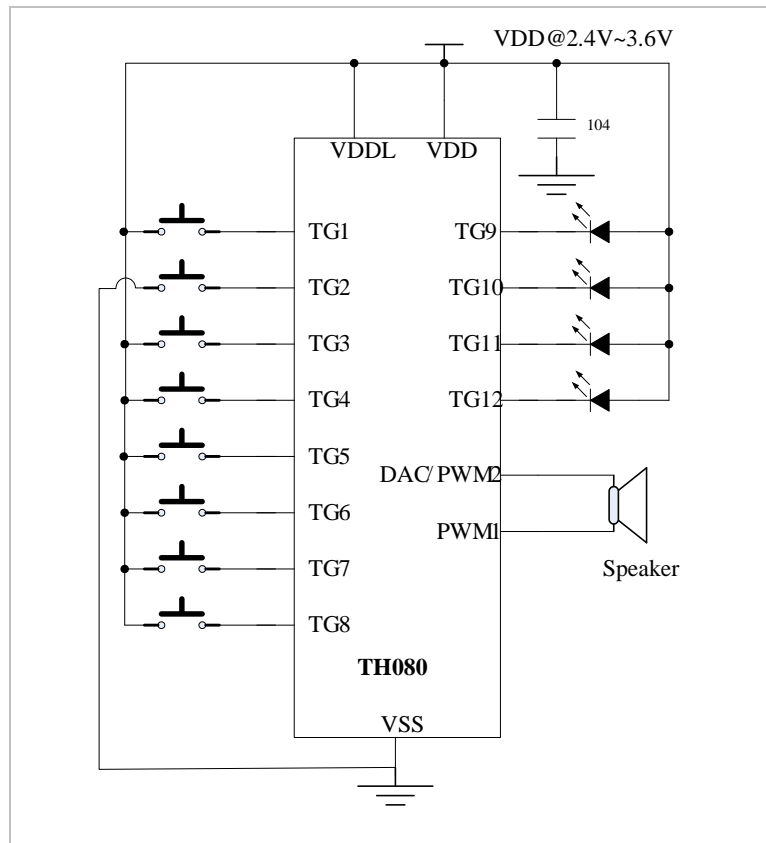 VDD@2.4V~3.6V
104
VDDL
VDD
TG1
TG9
TG2
TG10
TG3
TG11
TG4
TG12
TG5
DAC/PWM2
TG6
PWM1
TG7
Speaker
TG8
TH080
VSS